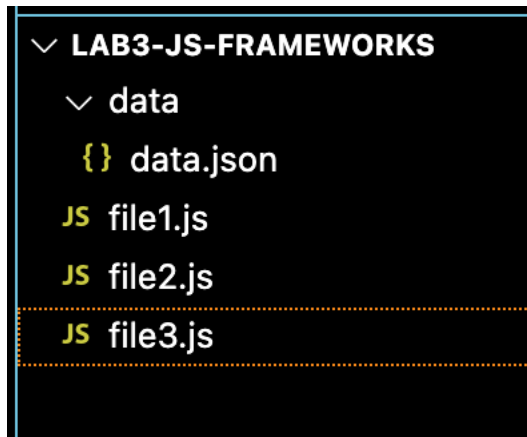 LAB3-JS-FRAMEWORKS
data
{} data.json
JS file1.js
JS file2.js
JS file3.js